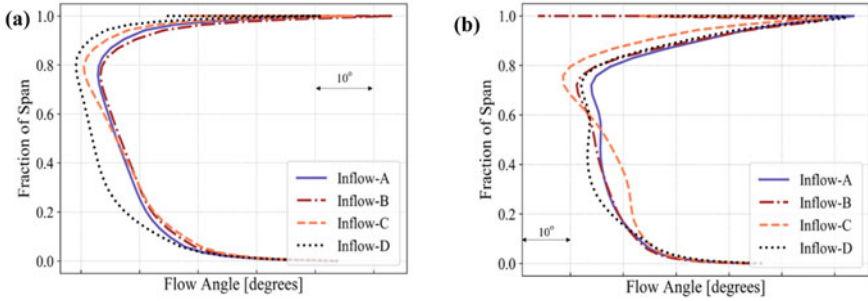 (a)
Fraction of Span
1.0
0.8
0.6
0.4
0.2
0.0
10⁰
Inflow-A
Inflow-B
Inflow-C
Inflow-D
Flow Angle [degrees]
(b)
Fraction of Span
1.0
0.8
0.6
0.4
0.2
0.0
10⁰
Inflow-A
Inflow-B
Inflow-C
Inflow-D
Flow Angle [degrees]